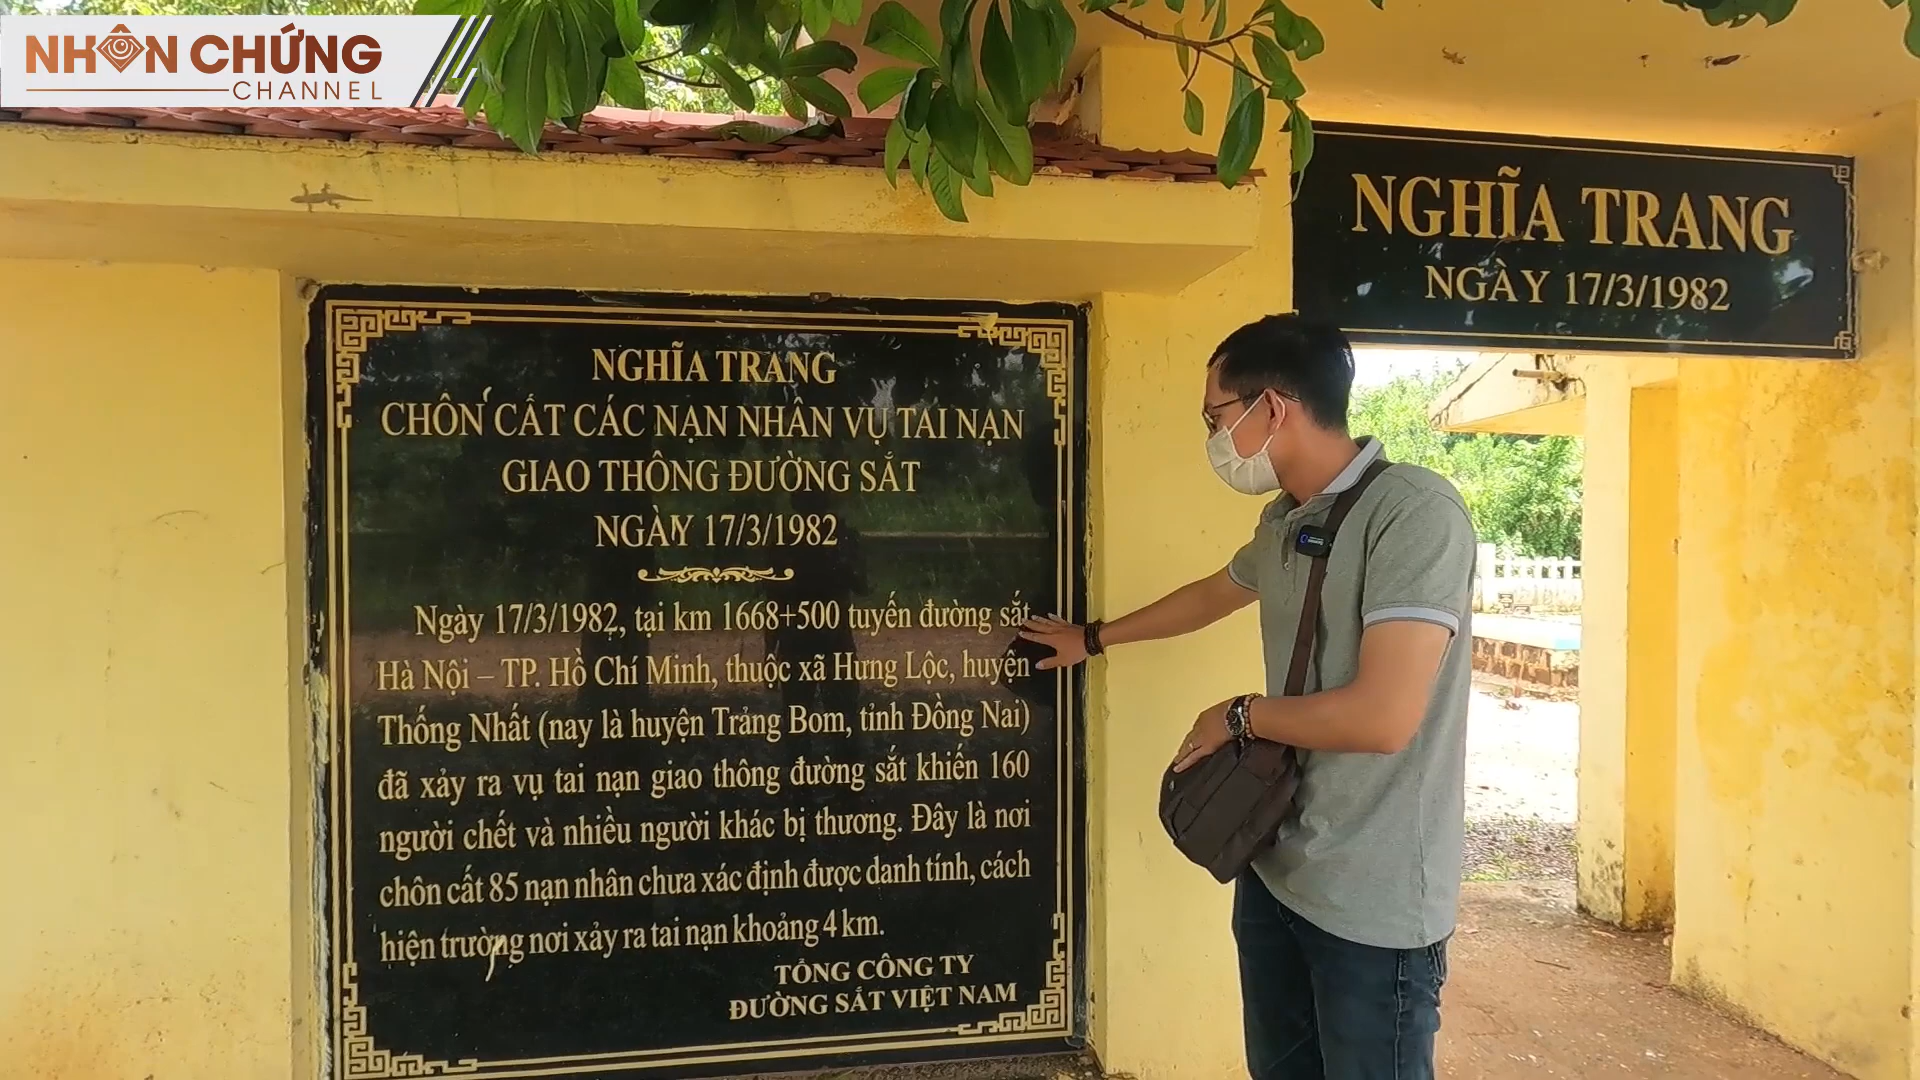 NHÂN CHỨNG
CHANNEL
NGHĨA TRANG
NGÀY 17/3/1982
NGHĨA TRANG
CHÔN CẤT CÁC NẠN NHÂN VỤ TAI NẠN
GIAO THÔNG ĐƯỜNG SẮT
NGÀY 17/3/1982
Ngày 17/3/1982, tại km 1668+500 tuyến đường sắt
Hà Nội – TP. Hồ Chí Minh, thuộc xã Hưng Lộc, huyện
Thống Nhất (nay là huyện Trảng Bom, tỉnh Đồng Nai)
đã xảy ra vụ tai nạn giao thông đường sắt khiến 160
người chết và nhiều người khác bị thương. Đây là nơi
chôn cất 85 nạn nhân chưa xác định được danh tính, cách
hiện trường nơi xảy ra tai nạn khoảng 4 km.
TỔNG CÔNG TY
ĐƯỜNG SẮT VIỆT NAM